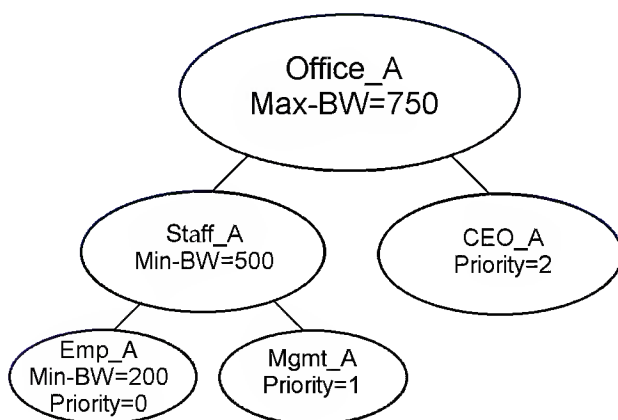 Office_A
Max-BW=750
Staff_A
Min-BW=500
CEO_A
Priority=2
Emp_A
Min-BW=200
Priority=0
Mgmt_A
Priority=1